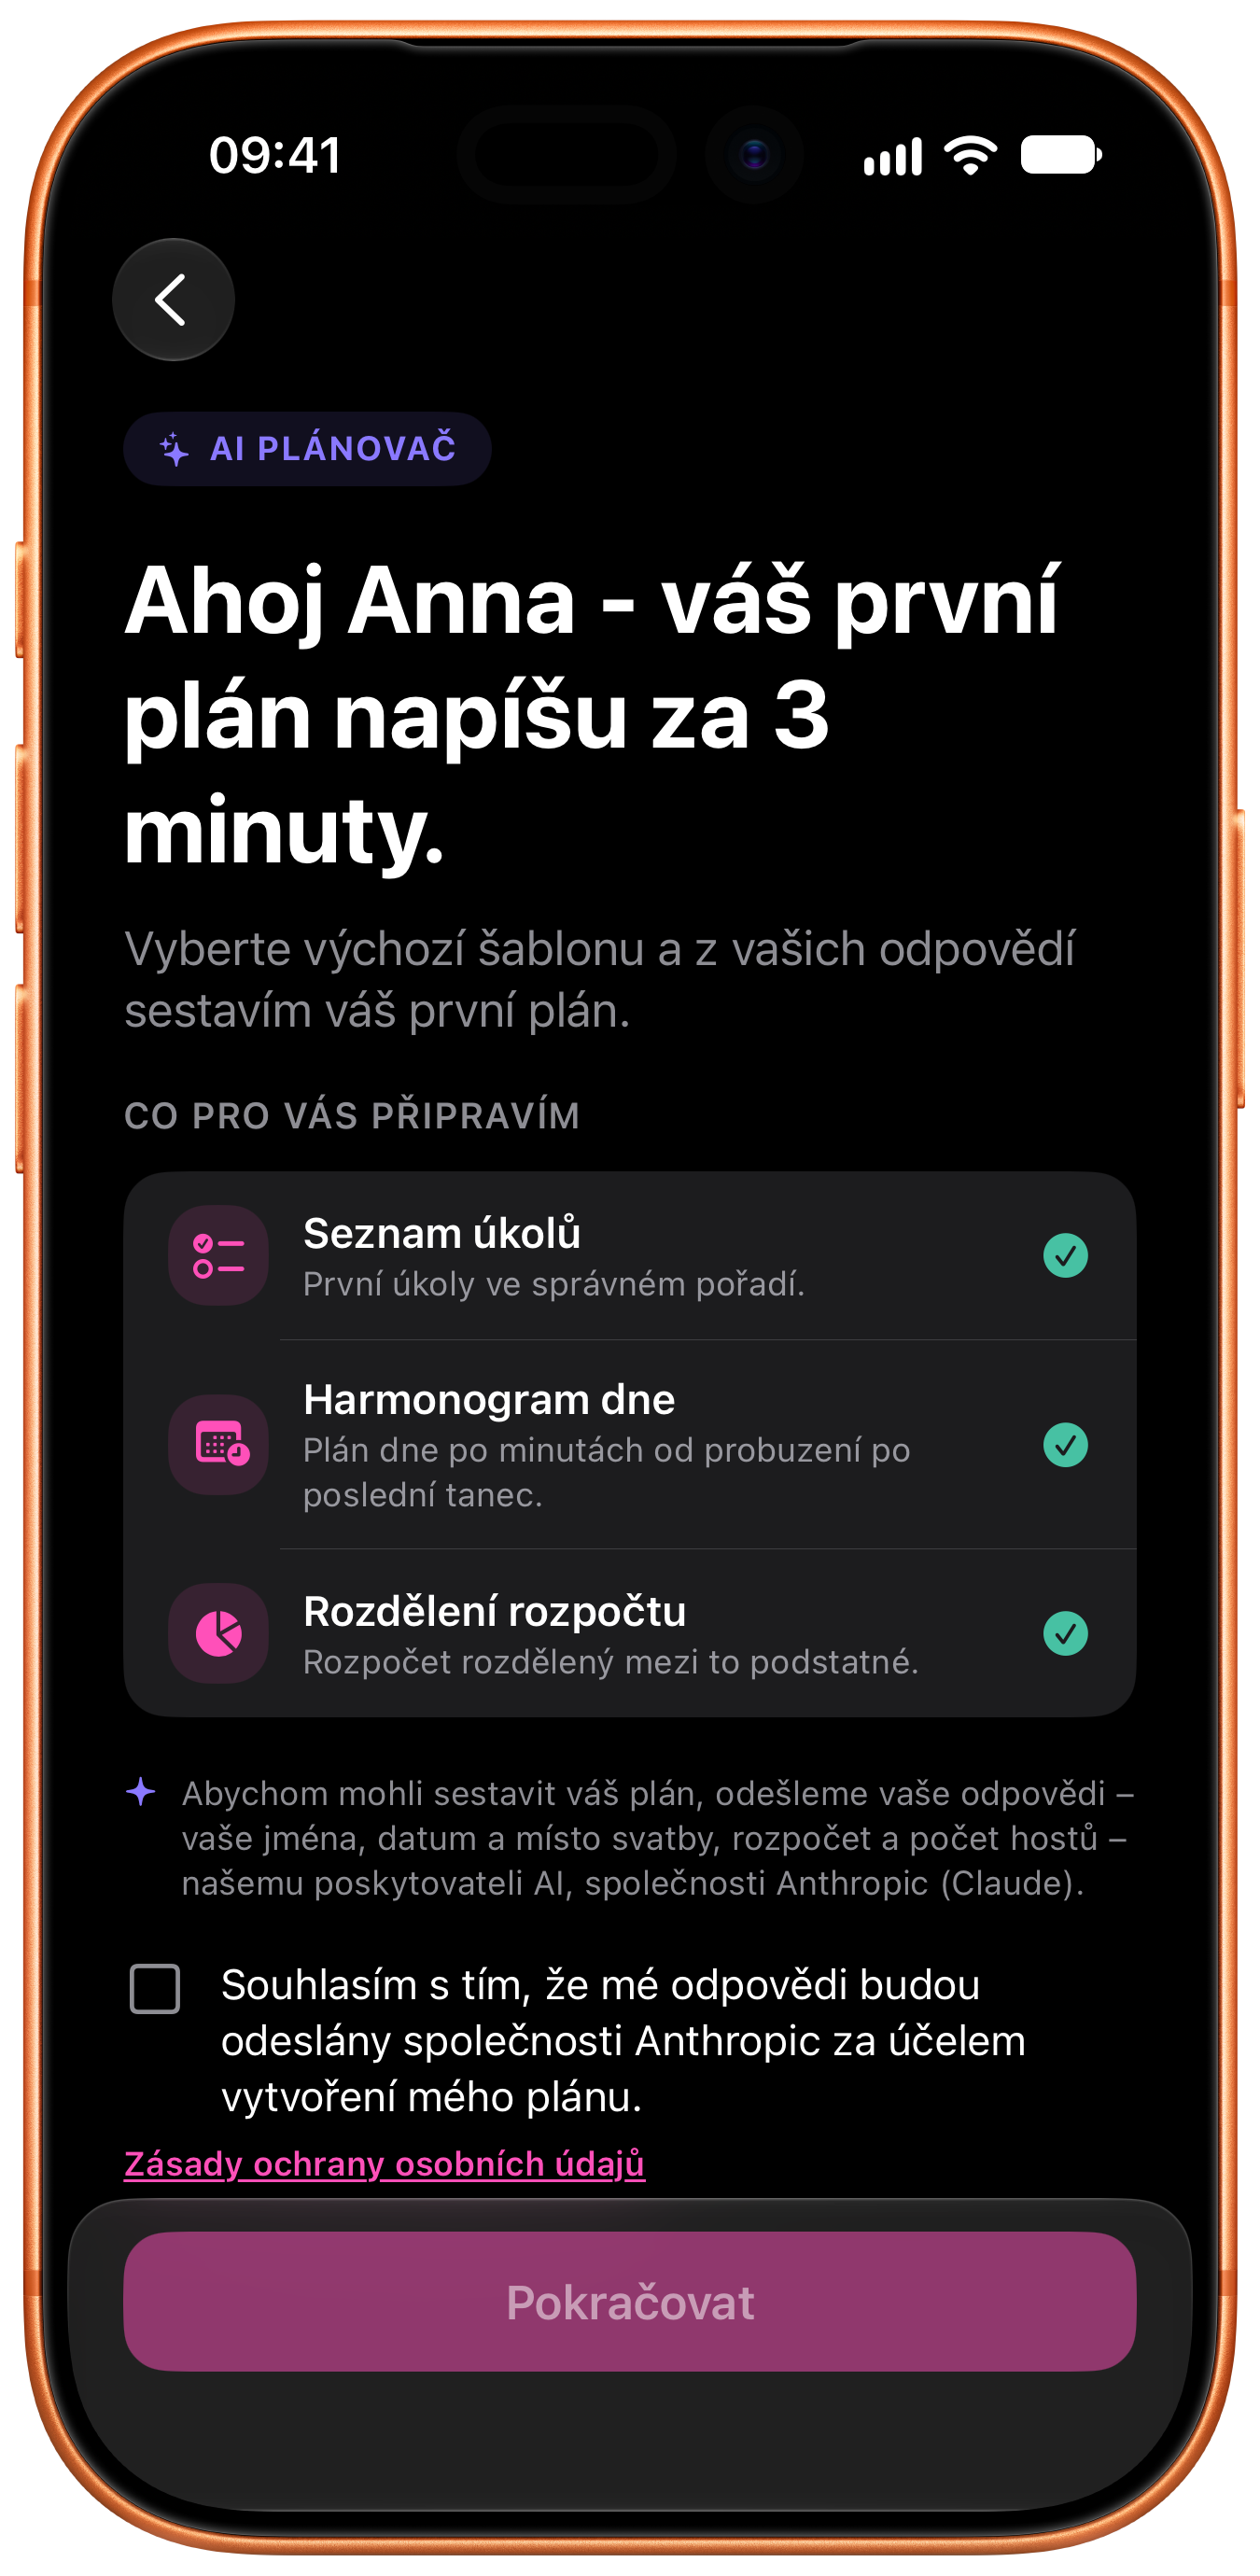 09:41
AI PLÁNOVAČ
Ahoj Anna - váš první
plán napíšu za 3
minuty.
Vyberte výchozí šablonu a z vašich odpovědí
sestavím váš první plán.
CO PRO VÁS PŘIPRAVÍM
Seznam úkolů
První úkoly ve správném pořadí.
Harmonogram dne
Plán dne po minutách od probuzení po
poslední tanec.
Rozdělení rozpočtu
Rozpočet rozdělený mezi to podstatné.
Abychom mohli sestavit váš plán, odešleme vaše odpovědi –
vaše jména, datum a místo svatby, rozpočet a počet hostů –
našemu poskytovateli AI, společnosti Anthropic (Claude).
Souhlasím s tím, že mé odpovědi budou
odeslány společnosti Anthropic za účelem
vytvoření mého plánu.
Zásady ochrany osobních údajů
Pokračovat